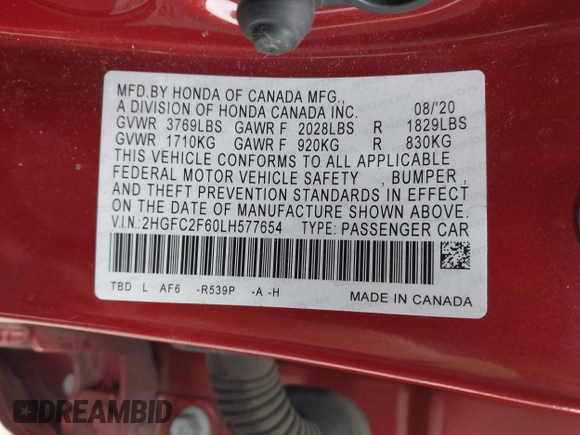 MFD.BY HONDA OF CANADA MFG.,
A DIVISION OF HONDA CANADA INC. 08/'20
GVWR 3769LBS GAWR F 2028LBS R 1829LBS
GVWR 1710KG GAWR F 920KG R 830KG
THIS VEHICLE CONFORMS TO ALL APPLICABLE
FEDERAL MOTOR VEHICLE SAFETY , BUMPER ,
AND THEFT PREVENTION STANDARDS IN EFFECT
ON THE DATE OF MANUFACTURE SHOWN ABOVE.
V.I.N.:2HGFC2F60LH577654 TYPE: PASSENGER CAR
TBD L AF6 -R539P -A -H
MADE IN CANADA
DREAMBID